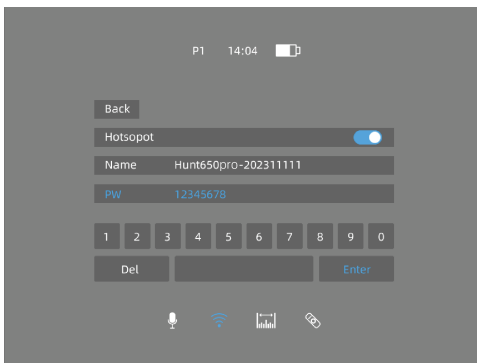 P1 14:04
Back
Hotsopot
Name Hunt650pro-202311111
PW 12345678
1 2 3 4 5 6 7 8 9 0
Del Enter